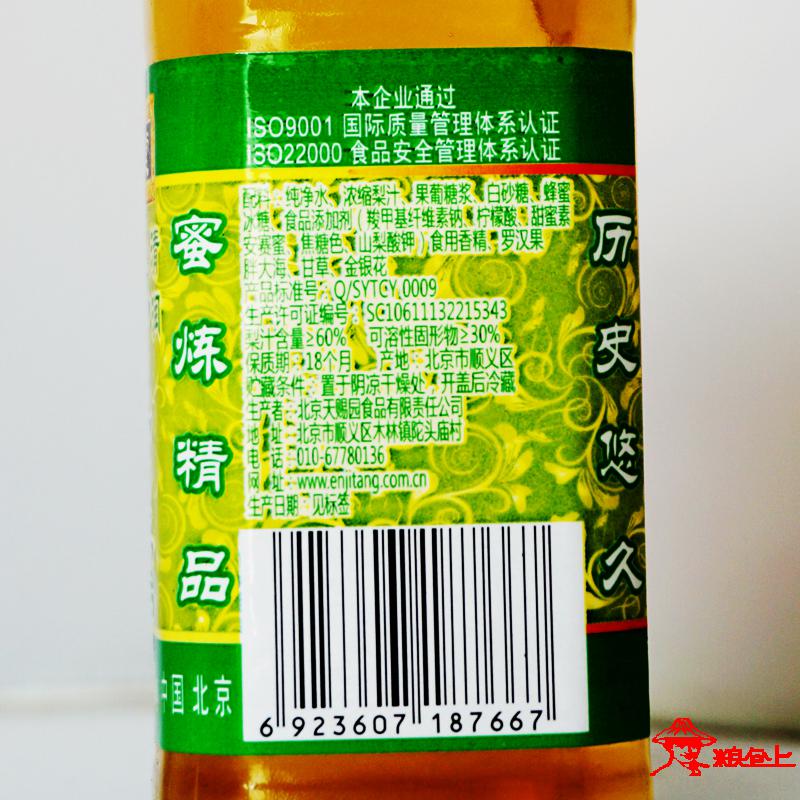 本企业通过
ISO9001 国际质量管理体系认证
ISO22000 食品安全管理体系认证
配料：纯净水、浓缩梨汁、果葡糖浆、白砂糖、蜂蜜
冰糖、食品添加剂（羧甲基纤维素钠、柠檬酸、甜蜜素
安赛蜜、焦糖色、山梨酸钾）食用香精、罗汉果
胖大海、甘草、金银花
产品标准号：Q/SYTCY 0009
生产许可证编号：SC10611132215343
梨汁含量≥60% 可溶性固形物≥30%
保质期：18个月 产地：北京市顺义区
贮藏条件：置于阴凉干燥处，开盖后冷藏
生产者：北京天赐园食品有限责任公司
地 址：北京市顺义区木林镇陀头庙村
电 话：010-67780136
网 址：www.enjitang.com.cn
生产日期：见标签
蜜炼精品
历史悠久
中国 北京
6 923607 187667
粮仓上